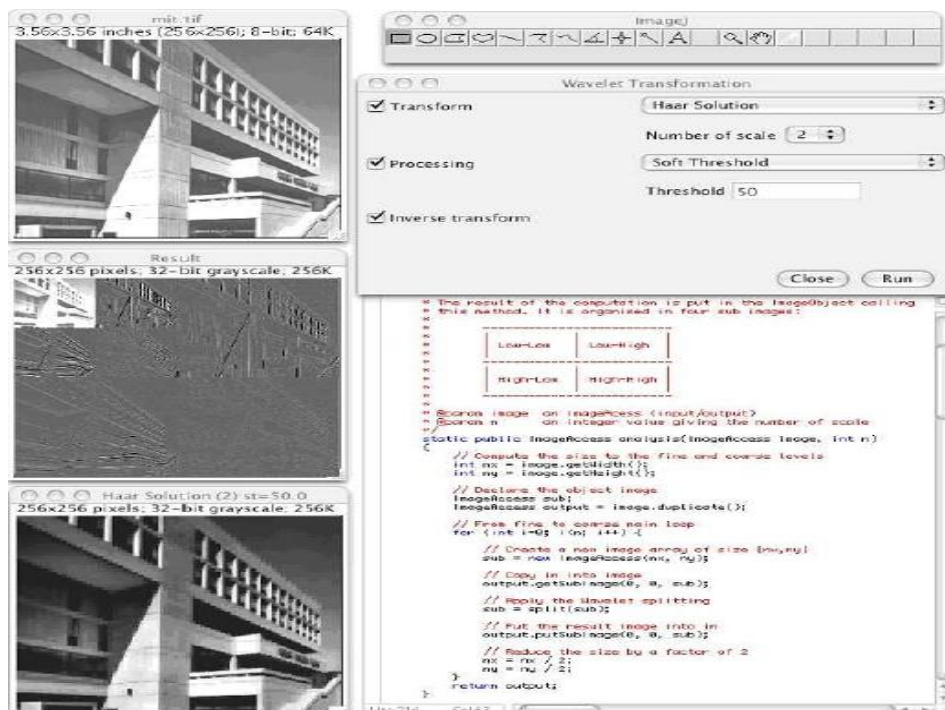 mit.tif
3.56x3.56 inches (256x256); 8-bit; 64K
ImageJ
Wavelet Transformation
Transform
Haar Solution
Number of scale 2
Processing
Soft Threshold
Threshold 50
Inverse transform
Close Run
Result
256x256 pixels; 32-bit grayscale; 256K
Haar Solution (2) st=50.0
256x256 pixels; 32-bit grayscale; 256K
* The result of the computation is put in the ImageObject calling
* this method. It is organised in four sub images:
*
* -----------------------------
* | Low-Low | Low-High |
* -----------------------------
* | High-Low | High-High |
* -----------------------------
*
* @param image an imageAcess (input/output)
* @param n an integer value giving the number of scale
*/
static public ImageAccess analysis(ImageAccess image, int n)
{
// Compute the size to the fine and coarse levels
int nx = image.getWidth();
int ny = image.getHeight();
// Declare the object image
ImageAccess sub;
ImageAccess output = image.duplicate();
// From fine to coarse main loop
for (int i=0; i<n; i++) {
// Create a new image array of size (nx,ny)
sub = new ImageAccess(nx, ny);
// Copy in into image
output.getSubImage(0, 0, sub);
// Apply the Wavelet splitting
sub = split(sub);
// Put the result image into in
output.putSubimage(0, 0, sub);
// Reduce the size by a factor of 2
nx = nx / 2;
ny = ny / 2;
}
return output;
}